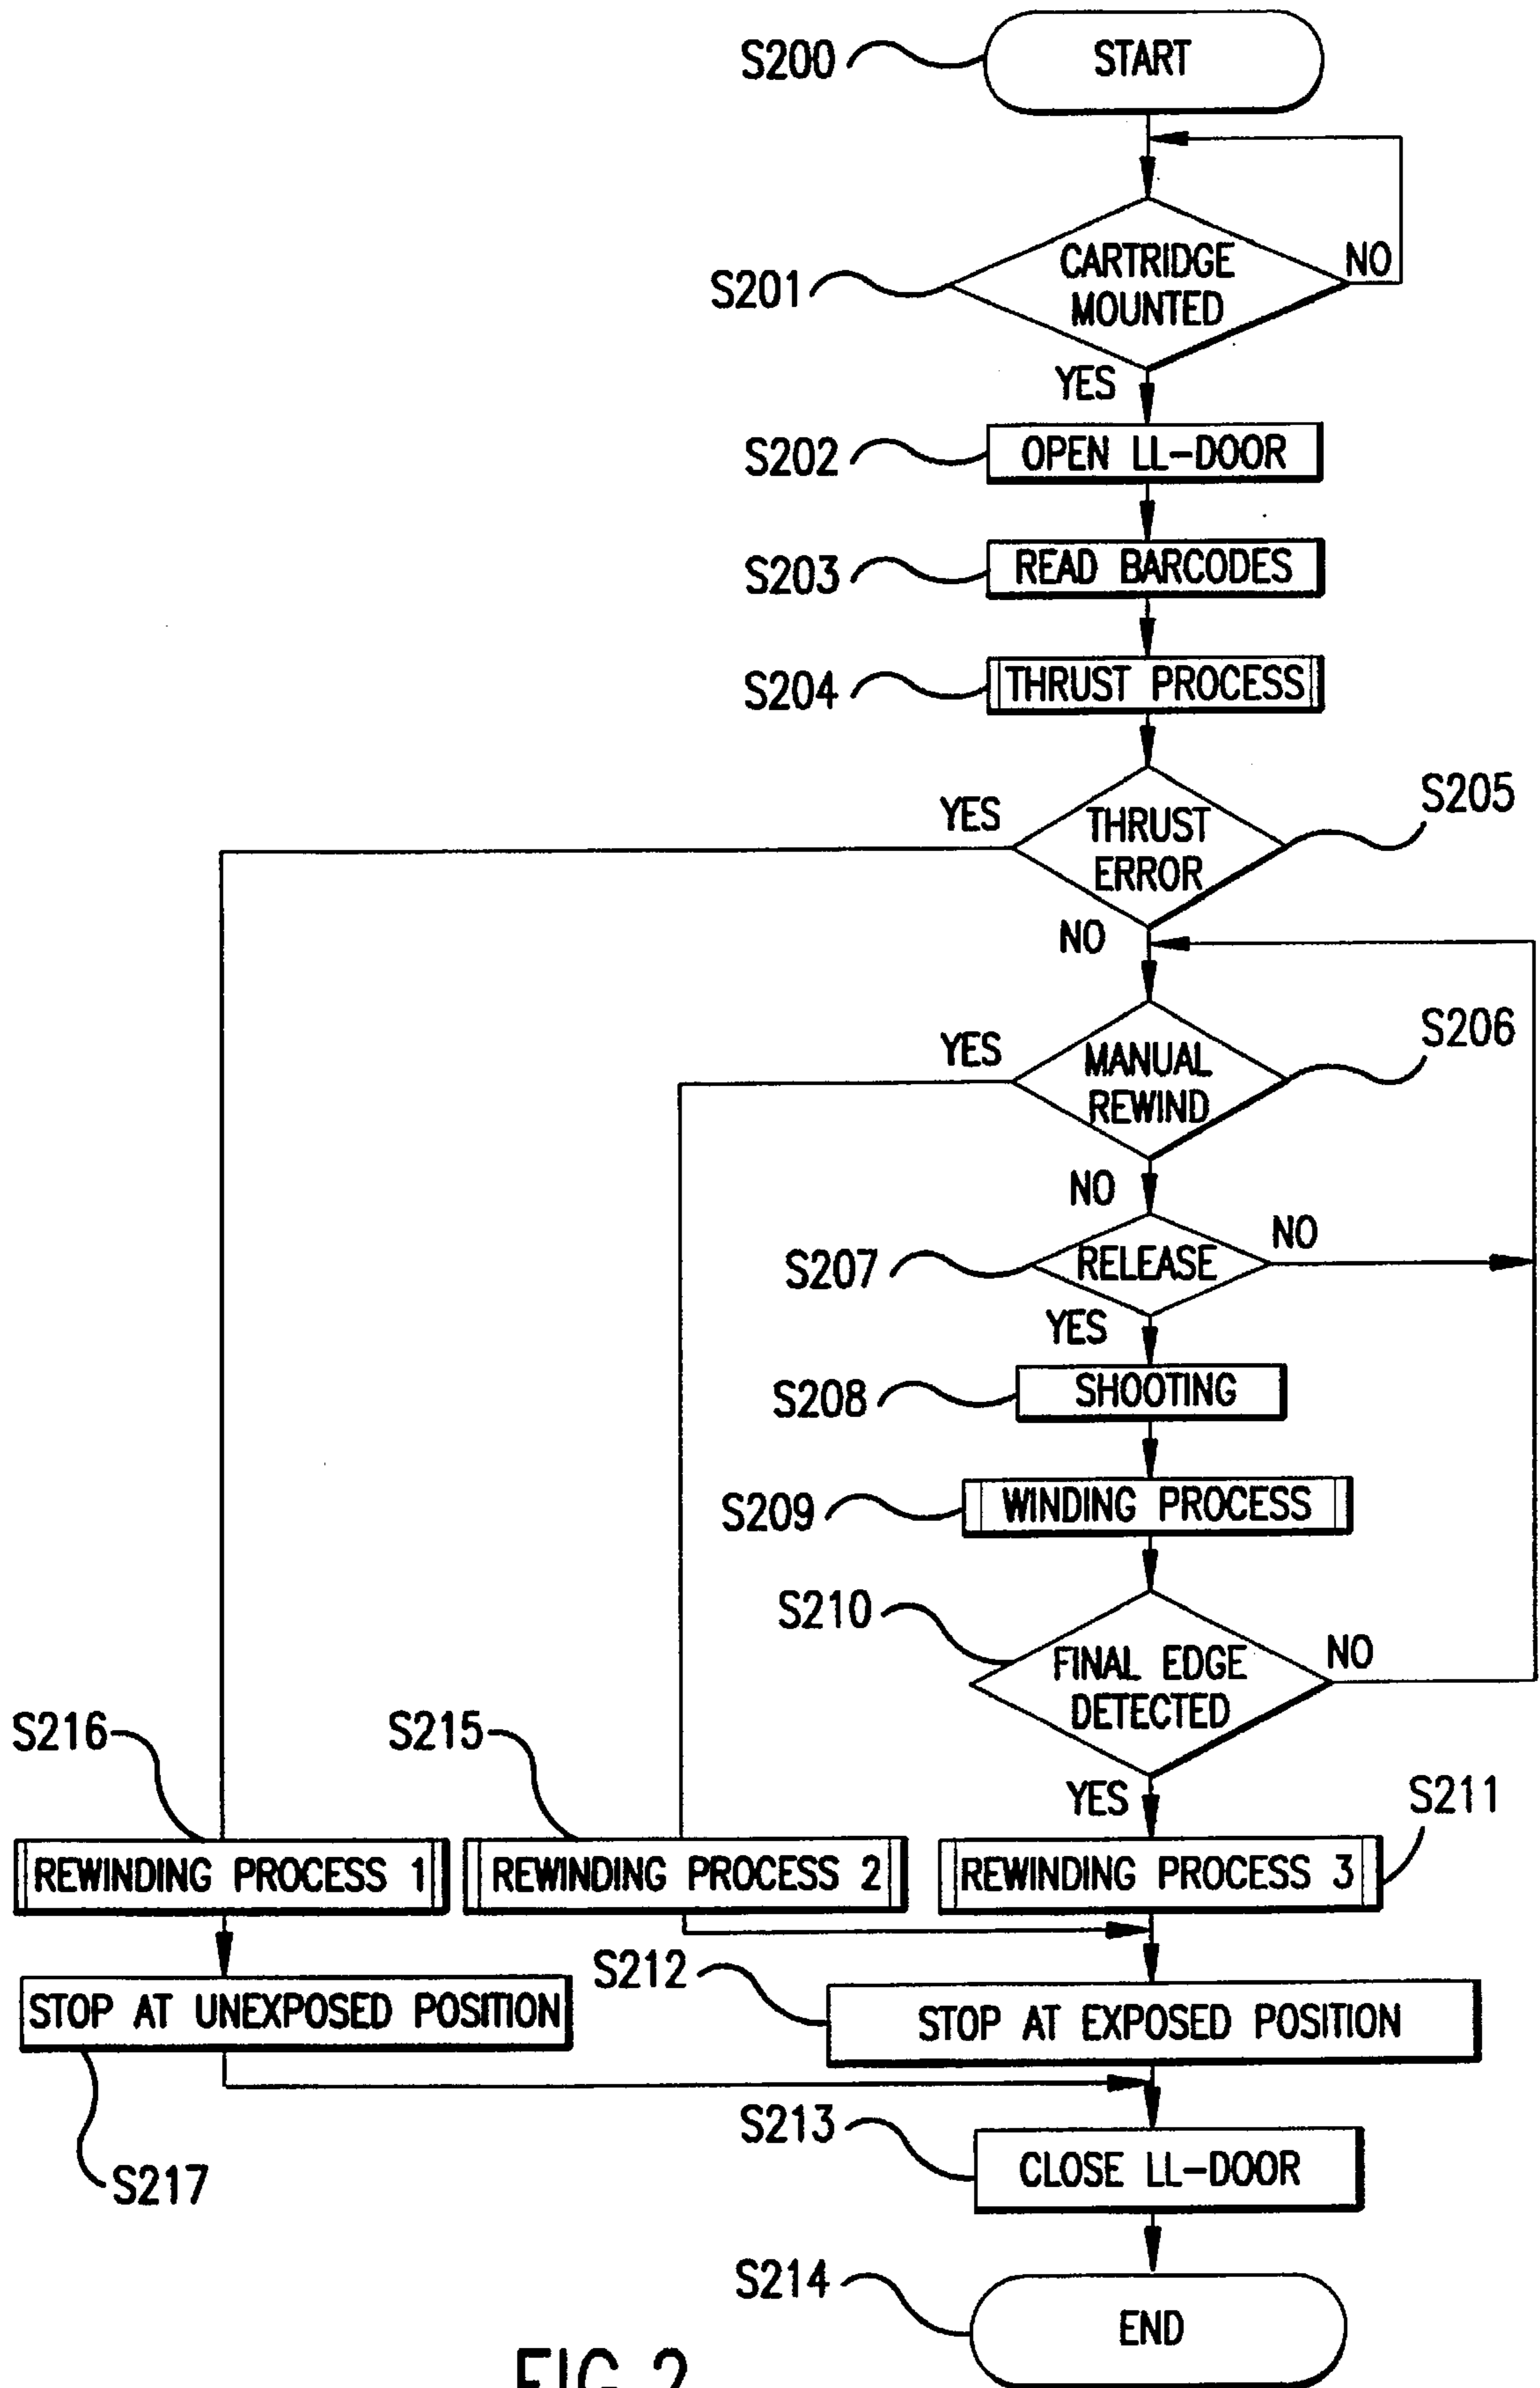 S200
START
S201
CARTRIDGE
MOUNTED
NO
YES
S202
OPEN LL-DOOR
S203
READ BARCODES
S204
THRUST PROCESS
YES
THRUST
ERROR
S205
NO
YES
MANUAL
REWIND
S206
NO
S207
RELEASE
NO
YES
S208
SHOOTING
S209
WINDING PROCESS
S210
FINAL EDGE
DETECTED
NO
YES
S216
S215
S211
REWINDING PROCESS 1
REWINDING PROCESS 2
REWINDING PROCESS 3
S212
STOP AT UNEXPOSED POSITION
STOP AT EXPOSED POSITION
S217
S213
CLOSE LL-DOOR
S214
END
FIG.2